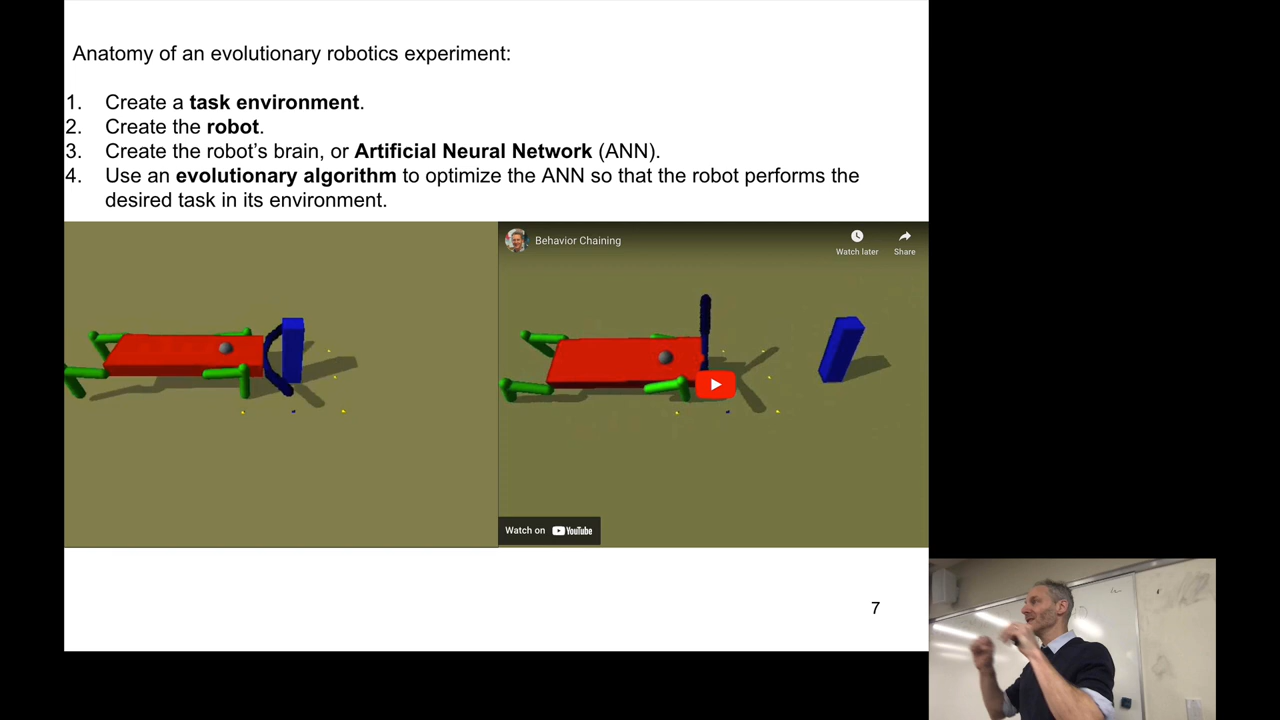 Anatomy of an evolutionary robotics experiment:
1. Create a task environment.
2. Create the robot.
3. Create the robot's brain, or Artificial Neural Network (ANN).
4. Use an evolutionary algorithm to optimize the ANN so that the robot performs the
desired task in its environment.
Behavior Chaining
Watch later
Share
Watch on YouTube
7